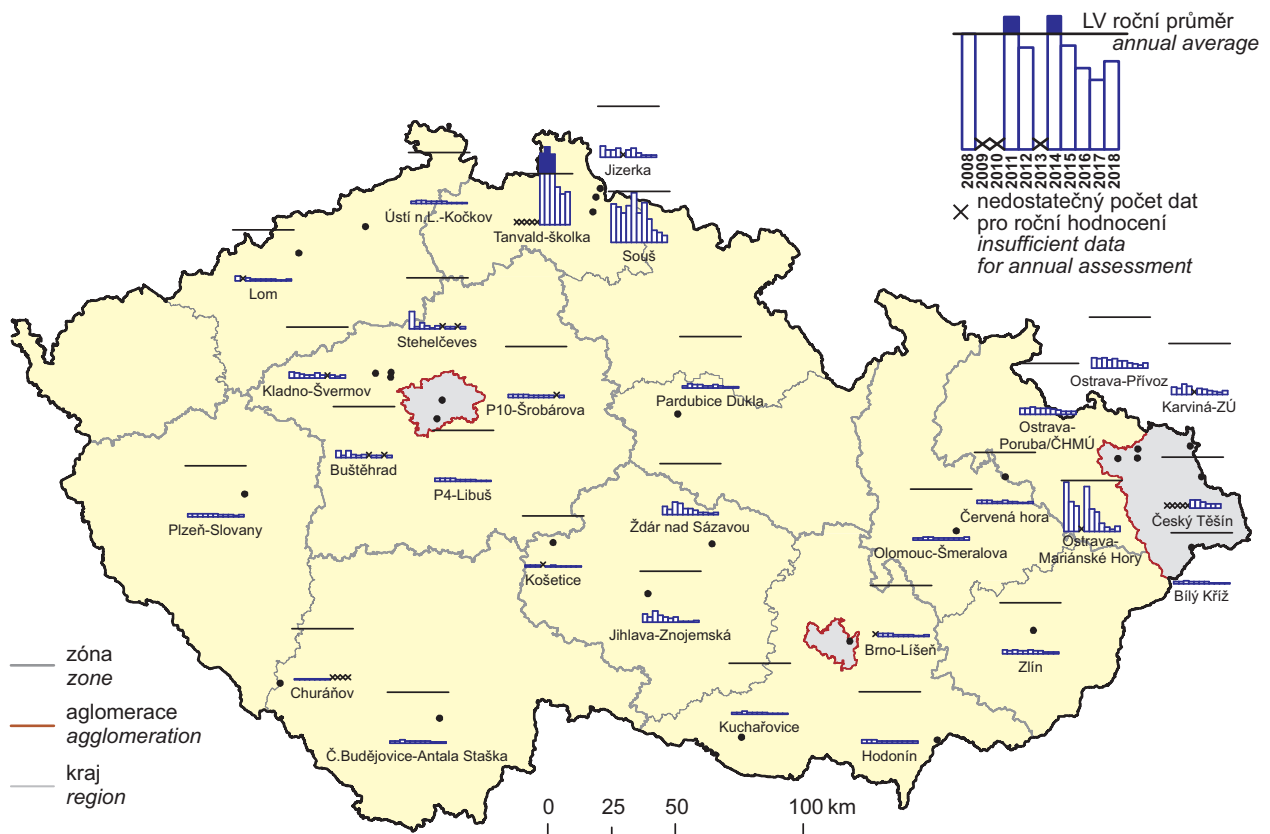 LV roční průměr
annual average
2008
2009
2010
2011
2012
2013
2014
2015
2016
2017
2018
nedostatečný počet dat
pro roční hodnocení
insufficient data
for annual assessment
Jizerka
Ústí n.L.-Kočkov
Tanvald-školka
Souš
Lom
Stehelčeves
Kladno-Švermov
P10-Šrobárova
Pardubice Dukla
Ostrava-Přívoz
Karviná-ZÚ
Ostrava-
Poruba/ČHMÚ
Buštěhrad
P4-Libuš
Plzeň-Slovany
Ždár nad Sázavou
Červená hora
Český Těšín
Olomouc-Šmeralova
Ostrava-
Mariánské Hory
Košetice
Bílý Kříž
Jihlava-Znojemská
Brno-Líšeň
Zlín
Churáňov
Kuchařovice
Č.Budějovice-Antala Staška
Hodonín
zóna
zone
aglomerace
agglomeration
kraj
region
0 25 50 100 km